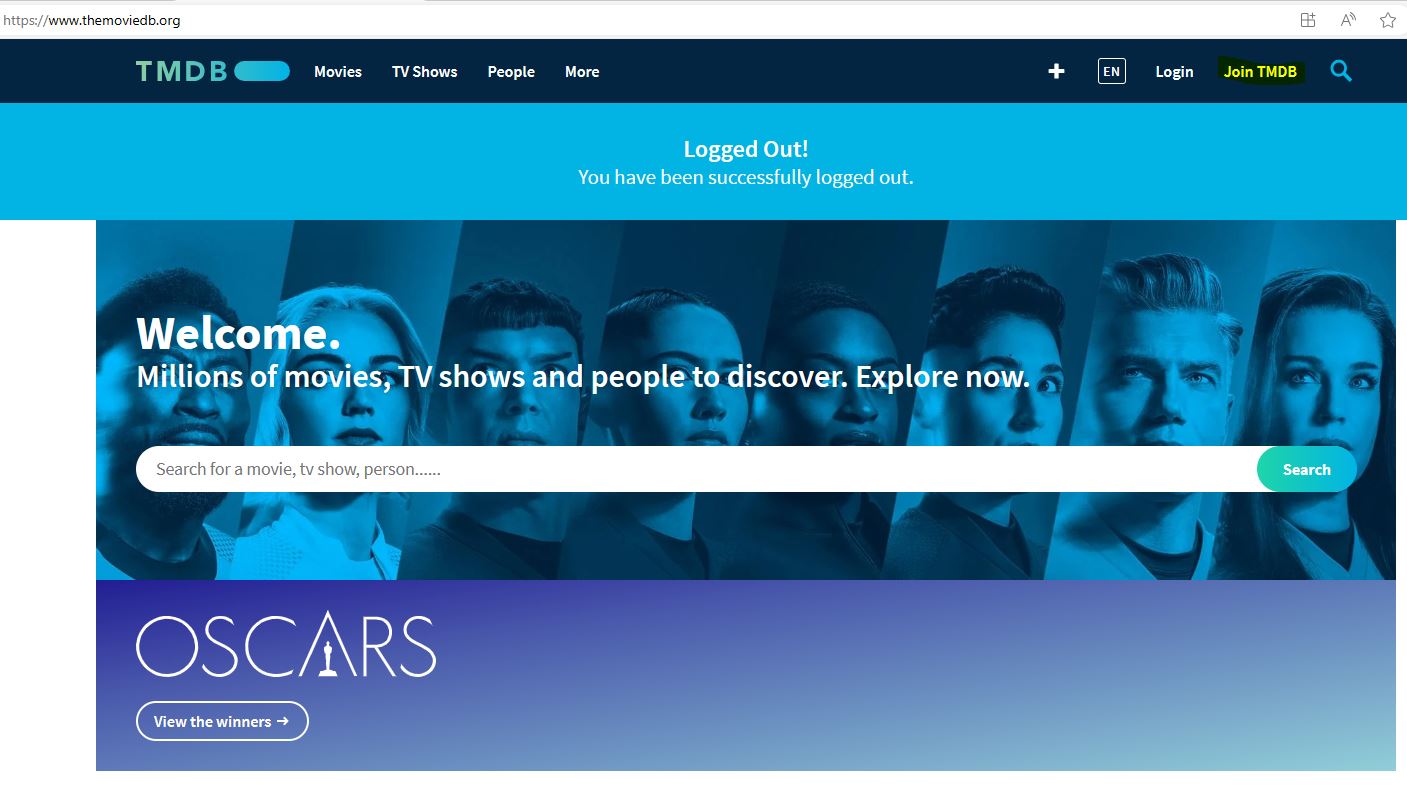 https://www.themoviedb.org
TMDB Movies TV Shows People More EN Login Join TMDB
Logged Out!
You have been successfully logged out.
Welcome.
Millions of movies, TV shows and people to discover. Explore now.
Search for a movie, tv show, person...... Search
OSCARS
View the winners →